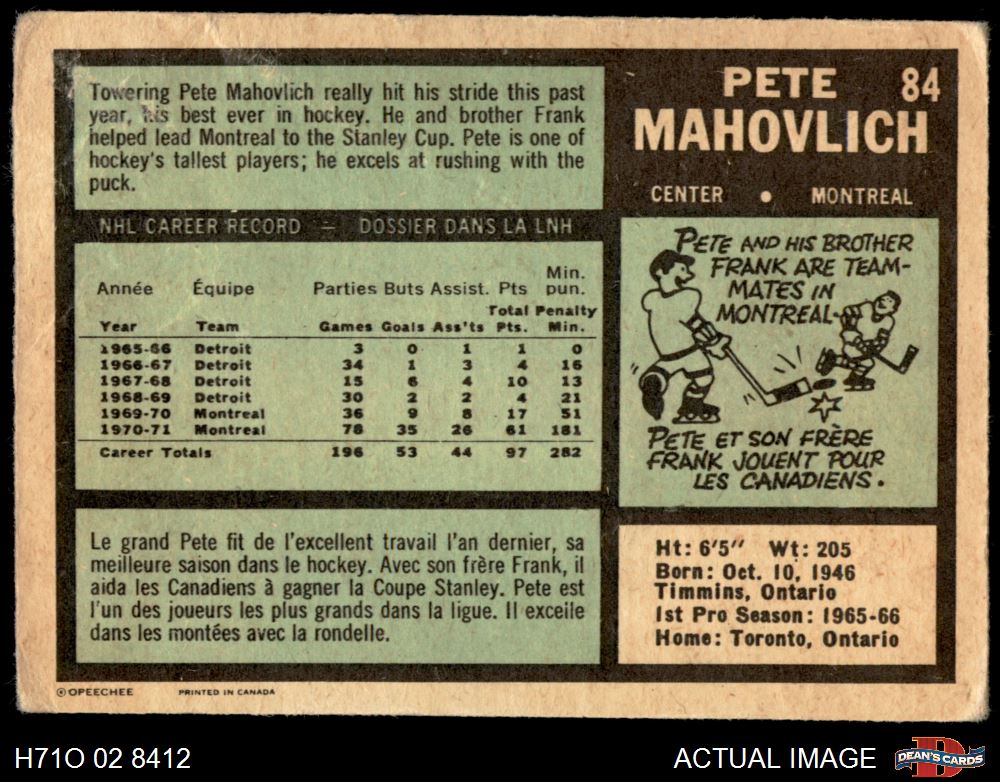 Towering Pete Mahovlich really hit his stride this past
year, his best ever in hockey. He and brother Frank
helped lead Montreal to the Stanley Cup. Pete is one of
hockey's tallest players; he excels at rushing with the
puck.
PETE 84
MAHOVLICH
CENTER • MONTREAL
NHL CAREER RECORD — DOSSIER DANS LA LNH
Année Équipe Parties Buts Assist. Pts Min. pun.
Year Team Games Goals Ass'ts Total Pts. Penalty Min.
1965-66 Detroit 3 0 1 1 0
1966-67 Detroit 34 1 3 4 16
1967-68 Detroit 15 6 4 10 13
1968-69 Detroit 30 2 2 4 21
1969-70 Montreal 36 9 8 17 51
1970-71 Montreal 78 35 26 61 181
Career Totals 196 53 44 97 282
PETE AND HIS BROTHER
FRANK ARE TEAM-
MATES IN
MONTREAL.
PETE ET SON FRÈRE
FRANK JOUENT POUR
LES CANADIENS.
Le grand Pete fit de l'excellent travail l'an dernier, sa
meilleure saison dans le hockey. Avec son frère Frank, il
aida les Canadiens à gagner la Coupe Stanley. Pete est
l'un des joueurs les plus grands dans la ligue. Il exceile
dans les montées avec la rondelle.
Ht: 6'5″ Wt: 205
Born: Oct. 10, 1946
Timmins, Ontario
1st Pro Season: 1965-66
Home: Toronto, Ontario
© OPEECHEE PRINTED IN CANADA
H71O 02 8412
ACTUAL IMAGE
D
DEAN'S CARDS